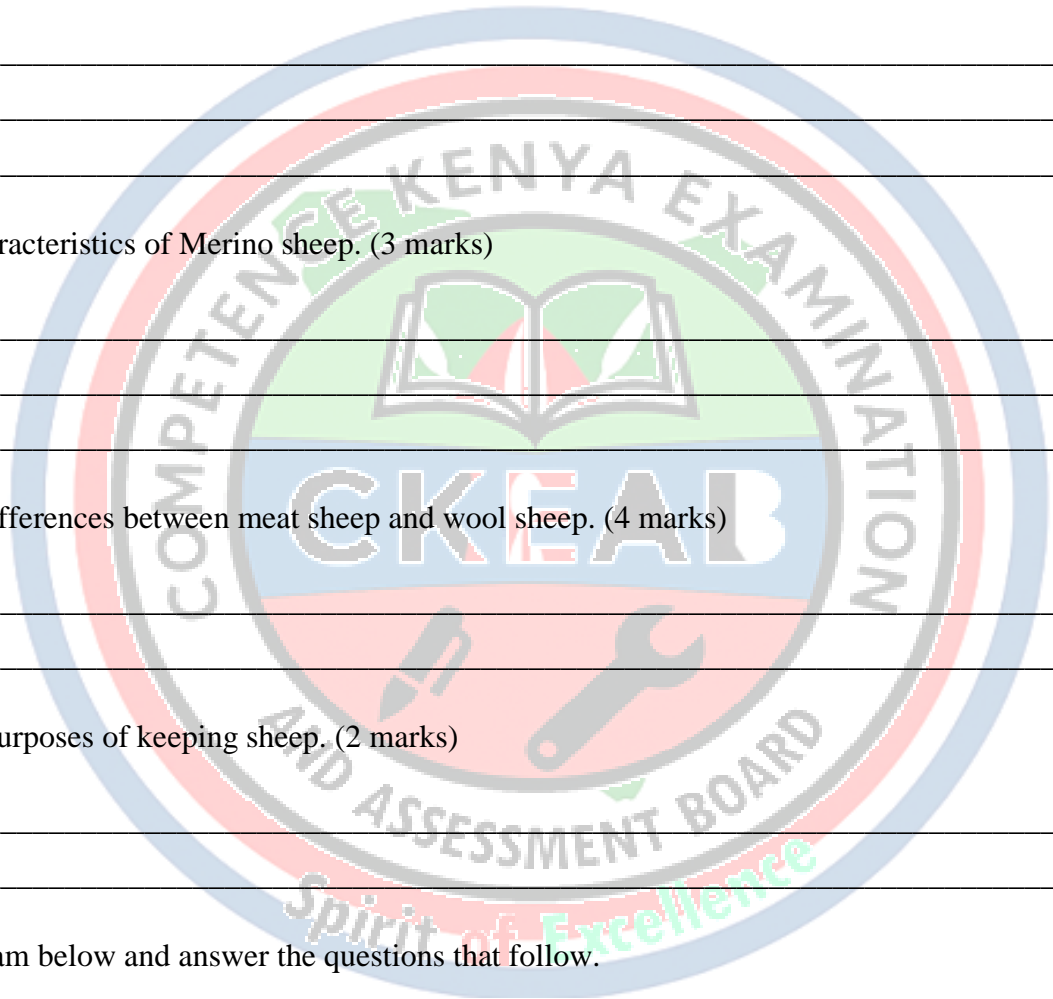 COMPETENCE KENYA EXAMINATION
racteristics of Merino sheep. (3 marks)
CKEAB
fferences between meat sheep and wool sheep. (4 marks)
urposes of keeping sheep. (2 marks)
AND ASSESSMENT BOARD
Spirit of Excellence
am below and answer the questions that follow.